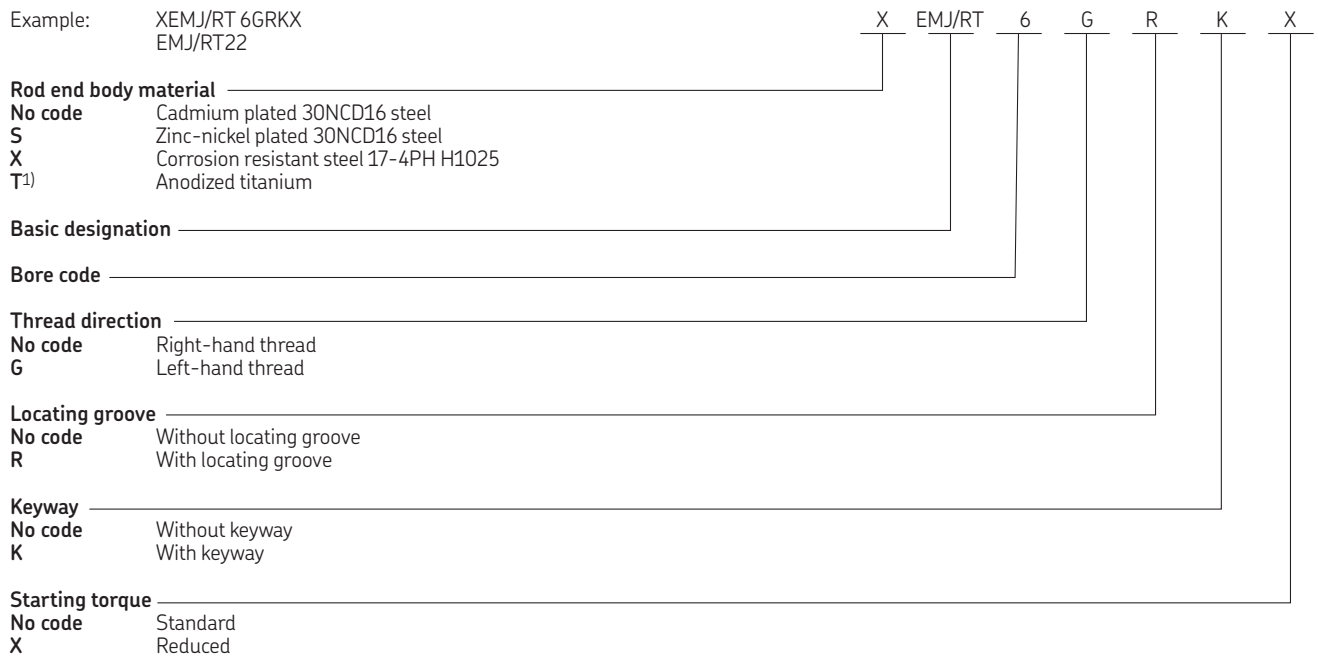 Example: XEMJ/RT 6GRKX X EMJ/RT 6 G R K X
EMJ/RT22
Rod end body material
No code Cadmium plated 30NCD16 steel
S Zinc-nickel plated 30NCD16 steel
X Corrosion resistant steel 17-4PH H1025
T1) Anodized titanium
Basic designation
Bore code
Thread direction
No code Right-hand thread
G Left-hand thread
Locating groove
No code Without locating groove
R With locating groove
Keyway
No code Without keyway
K With keyway
Starting torque
No code Standard
X Reduced